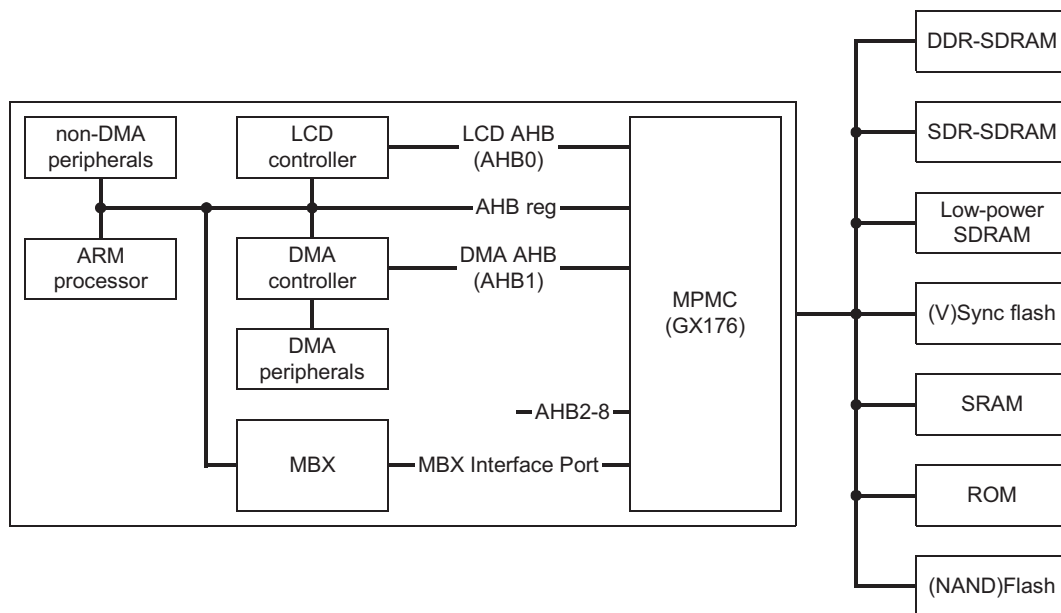 DDR-SDRAM
SDR-SDRAM
Low-power
SDRAM
(V)Sync flash
SRAM
ROM
(NAND)Flash
non-DMA
peripherals
ARM
processor
LCD
controller
LCD AHB
(AHB0)
AHB reg
DMA
controller
DMA AHB
(AHB1)
DMA
peripherals
AHB2-8
MBX
MBX Interface Port
MPMC
(GX176)